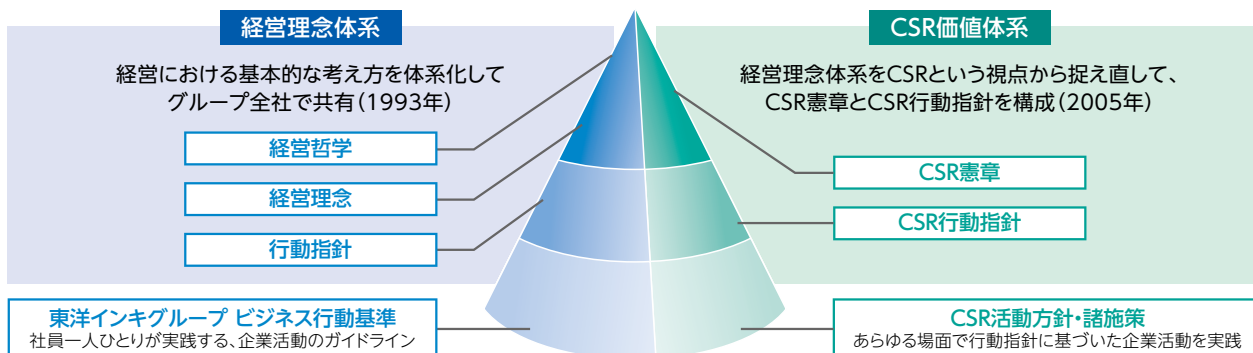 経営理念体系
経営における基本的な考え方を体系化して
グループ全社で共有(1993年)
経営哲学
経営理念
行動指針
東洋インキグループ ビジネス行動基準
社員一人ひとりが実践する、企業活動のガイドライン
CSR価値体系
経営理念体系をCSRという視点から捉え直して、
CSR憲章とCSR行動指針を構成(2005年)
CSR憲章
CSR行動指針
CSR活動方針・諸施策
あらゆる場面で行動指針に基づいた企業活動を実践